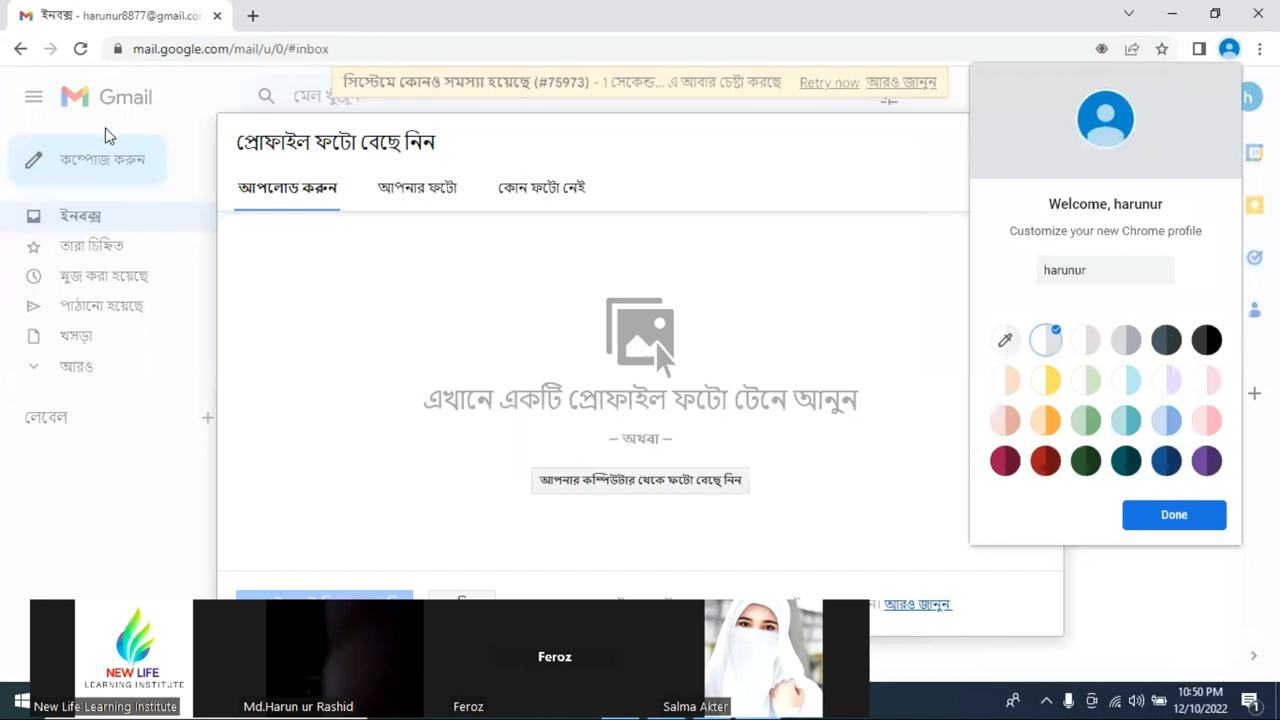 ইনবক্স - harunur8877@gmail.co
mail.google.com/mail/u/0/#inbox
সিস্টেমে কোনও সমস্যা হয়েছে (#75973) - 1 সেকেন্ড... এ আবার চেষ্টা করছে Retry now আরও জানুন
Gmail
মেল খুঁজুন
h
কম্পোজ করুন
ইনবক্স
তারা চিহ্নিত
স্নুজ করা হয়েছে
পাঠানো হয়েছে
খসড়া
আরও
লেবেল
প্রোফাইল ফটো বেছে নিন
আপলোড করুন আপনার ফটো কোন ফটো নেই
এখানে একটি প্রোফাইল ফটো টেনে আনুন
– অথবা –
আপনার কম্পিউটার থেকে ফটো বেছে নিন
আরও জানুন
Welcome, harunur
Customize your new Chrome profile
harunur
Done
NEW LIFE
LEARNING INSTITUTE
New Life Learning Institute
Md.Harun ur Rashid
Feroz
Feroz
Salma Akter
10:50 PM
12/10/2022
1